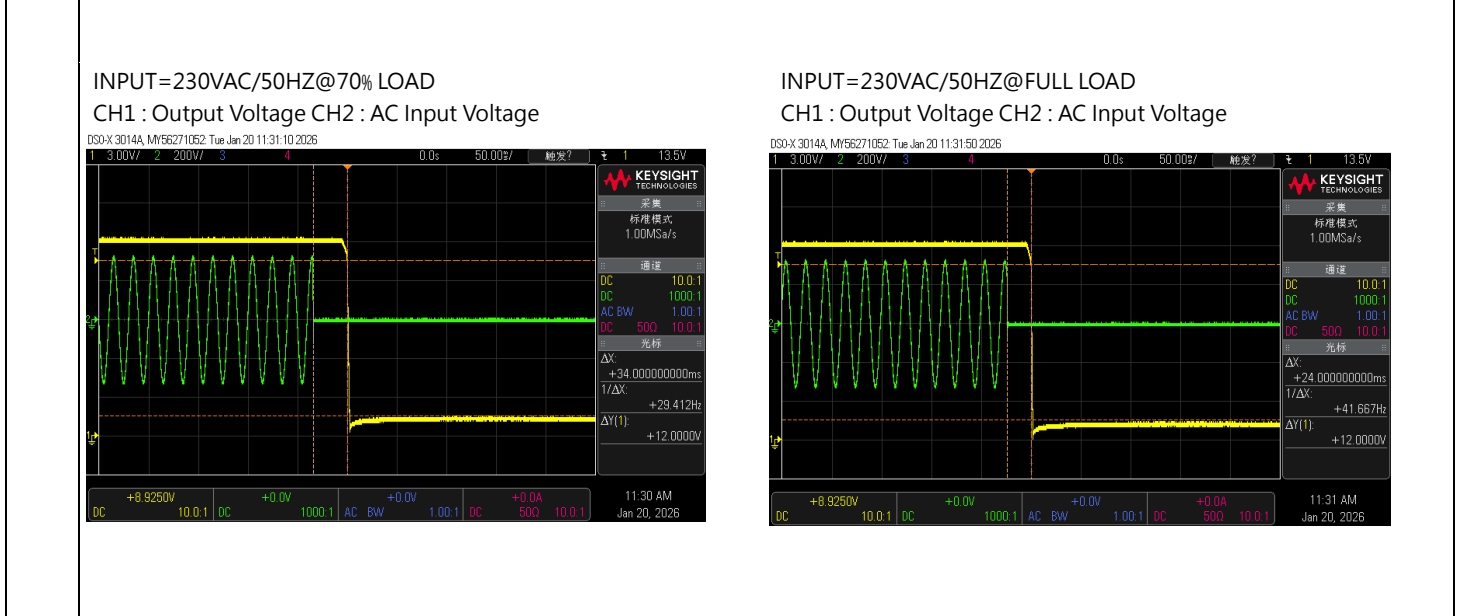 INPUT=230VAC/50HZ@70% LOAD
CH1 : Output Voltage CH2 : AC Input Voltage
DSO-X 3014A, MY56271052: Tue Jan 20 11:31:10 2026
1 3.00V/ 2 200V/ 3 4 0.0s 50.00ms/ 触发? 1 13.5V
KEYSIGHT
TECHNOLOGIES
采集
标准模式
1.00MSa/s
通道
DC 10.0:1
DC 1000:1
AC BW 1.00:1
DC 50Ω 10.0:1
光标
ΔX:
+34.000000000ms
1/ΔX:
+29.412Hz
ΔY(1):
+12.0000V
T
2
1
+8.9250V +0.0V +0.0V +0.0A
DC 10.0:1 DC 1000:1 AC BW 1.00:1 DC 50Ω 10.0:1
11:30 AM
Jan 20, 2026
INPUT=230VAC/50HZ@FULL LOAD
CH1 : Output Voltage CH2 : AC Input Voltage
DSO-X 3014A, MY56271052: Tue Jan 20 11:31:50 2026
1 3.00V/ 2 200V/ 3 4 0.0s 50.00ms/ 触发? 1 13.5V
KEYSIGHT
TECHNOLOGIES
采集
标准模式
1.00MSa/s
通道
DC 10.0:1
DC 1000:1
AC BW 1.00:1
DC 50Ω 10.0:1
光标
ΔX:
+24.000000000ms
1/ΔX:
+41.667Hz
ΔY(1):
+12.0000V
T
2
1
+8.9250V +0.0V +0.0V +0.0A
DC 10.0:1 DC 1000:1 AC BW 1.00:1 DC 50Ω 10.0:1
11:31 AM
Jan 20, 2026